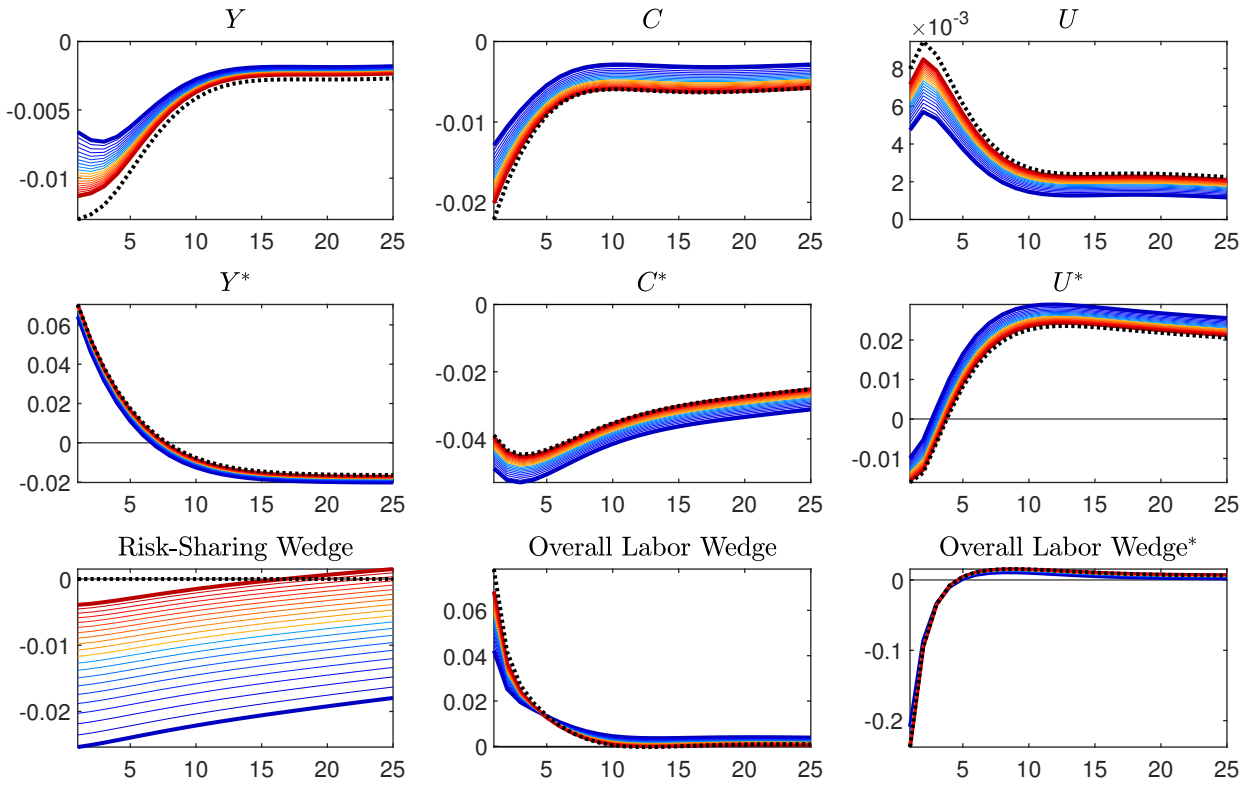 Y C U
×10⁻³
0 -0.005 -0.01
0 -0.01 -0.02
8 6 4 2 0
5 10 15 20 25
5 10 15 20 25
5 10 15 20 25
Y* C* U*
0.06 0.04 0.02 0 -0.02
0 -0.02 -0.04
0.02 0.01 0 -0.01
5 10 15 20 25
5 10 15 20 25
5 10 15 20 25
Risk-Sharing Wedge Overall Labor Wedge Overall Labor Wedge*
0 -0.01 -0.02
0.06 0.04 0.02 0
0 -0.1 -0.2
5 10 15 20 25
5 10 15 20 25
5 10 15 20 25